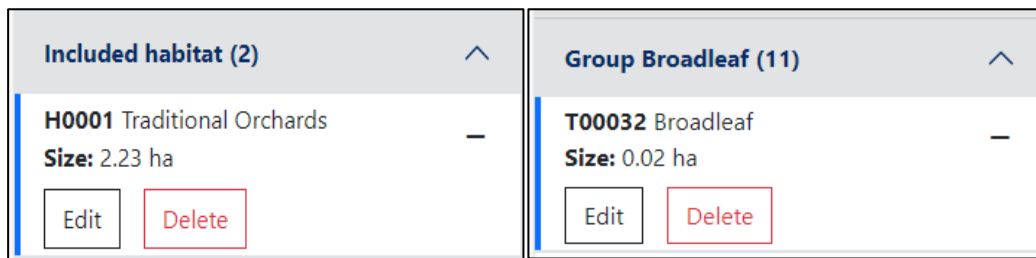 Included habitat (2)
H0001 Traditional Orchards
Size: 2.23 ha
Edit
Delete
Group Broadleaf (11)
T00032 Broadleaf
Size: 0.02 ha
Edit
Delete